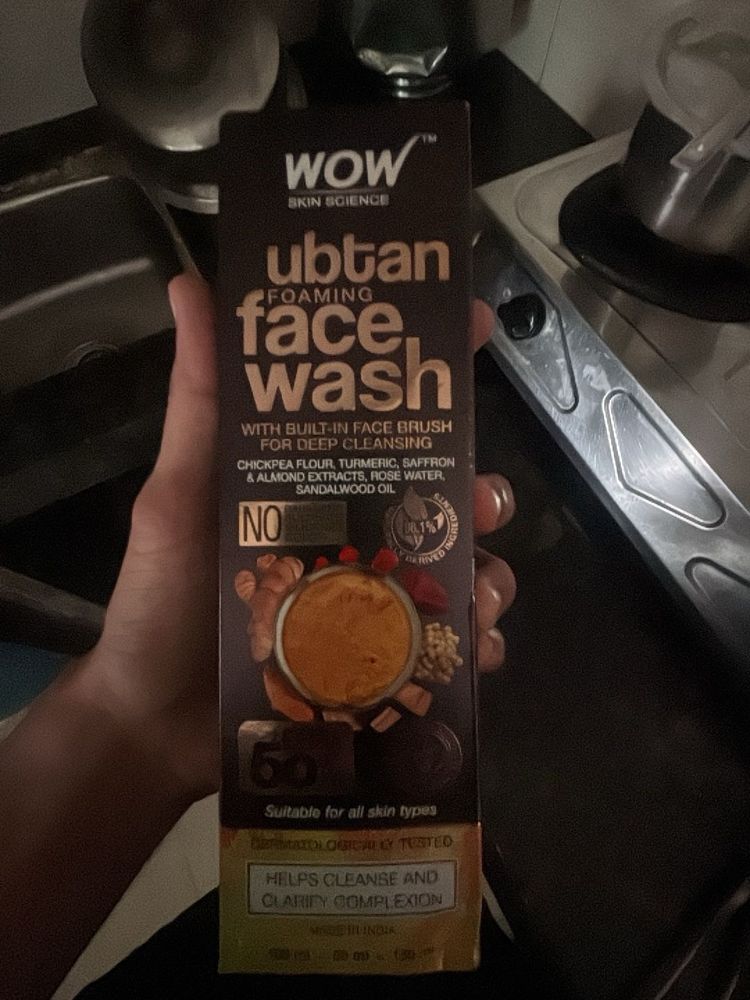 WOW™
SKIN SCIENCE
ubtan
FOAMING
face
wash
WITH BUILT-IN FACE BRUSH
FOR DEEP CLEANSING
CHICKPEA FLOUR, TURMERIC, SAFFRON
& ALMOND EXTRACTS, ROSE WATER,
SANDALWOOD OIL
NO
INGREDIENTS
Suitable for all skin types
DERMATOLOGICALLY TESTED
HELPS CLEANSE AND
CLARIFY COMPLEXION
MADE IN INDIA